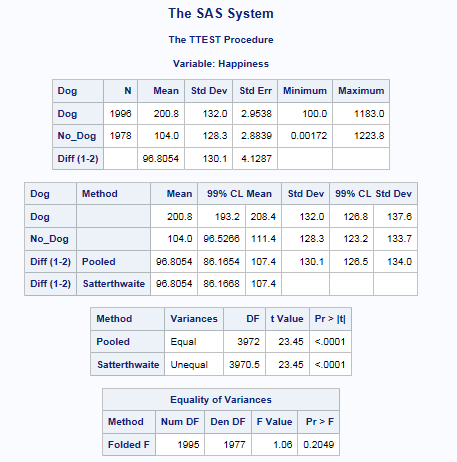 The SAS System
The TTEST Procedure
Variable: Happiness
Dog N Mean Std Dev Std Err Minimum Maximum
Dog 1996 200.8 132.0 2.9538 100.0 1183.0
No_Dog 1978 104.0 128.3 2.8839 0.00172 1223.8
Diff (1-2) 96.8054 130.1 4.1287
Dog Method Mean 99% CL Mean Std Dev 99% CL Std Dev
Dog 200.8 193.2 208.4 132.0 126.8 137.6
No_Dog 104.0 96.5266 111.4 128.3 123.2 133.7
Diff (1-2) Pooled 96.8054 86.1654 107.4 130.1 126.5 134.0
Diff (1-2) Satterthwaite 96.8054 86.1668 107.4
Method Variances DF t Value Pr > |t|
Pooled Equal 3972 23.45 <.0001
Satterthwaite Unequal 3970.5 23.45 <.0001
Equality of Variances
Method Num DF Den DF F Value Pr > F
Folded F 1995 1977 1.06 0.2049